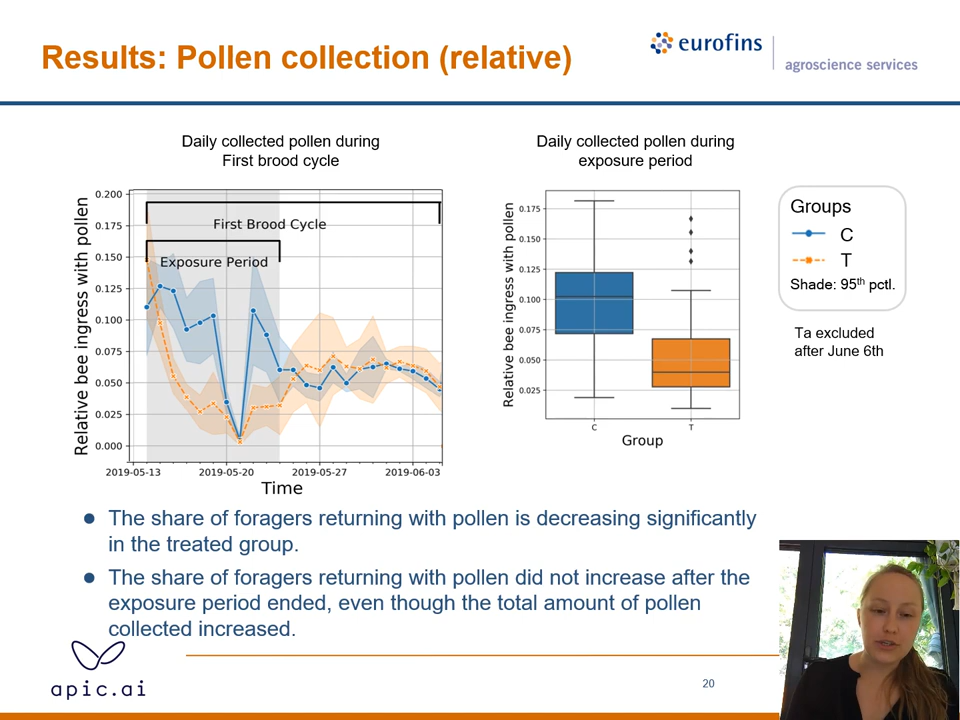 Results: Pollen collection (relative)
eurofins
agroscience services
Daily collected pollen during
First brood cycle
Daily collected pollen during
exposure period
Relative bee ingress with pollen
0.200
0.175
0.150
0.125
0.100
0.075
0.050
0.025
0.000
First Brood Cycle
Exposure Period
2019-05-13
2019-05-20
2019-05-27
2019-06-03
Time
Relative bee ingress with pollen
0.175
0.150
0.125
0.100
0.075
0.050
0.025
C
T
Group
Groups
C
T
Shade: 95th pctl.
Ta excluded
after June 6th
● The share of foragers returning with pollen is decreasing significantly
in the treated group.
● The share of foragers returning with pollen did not increase after the
exposure period ended, even though the total amount of pollen
collected increased.
apic.ai
20